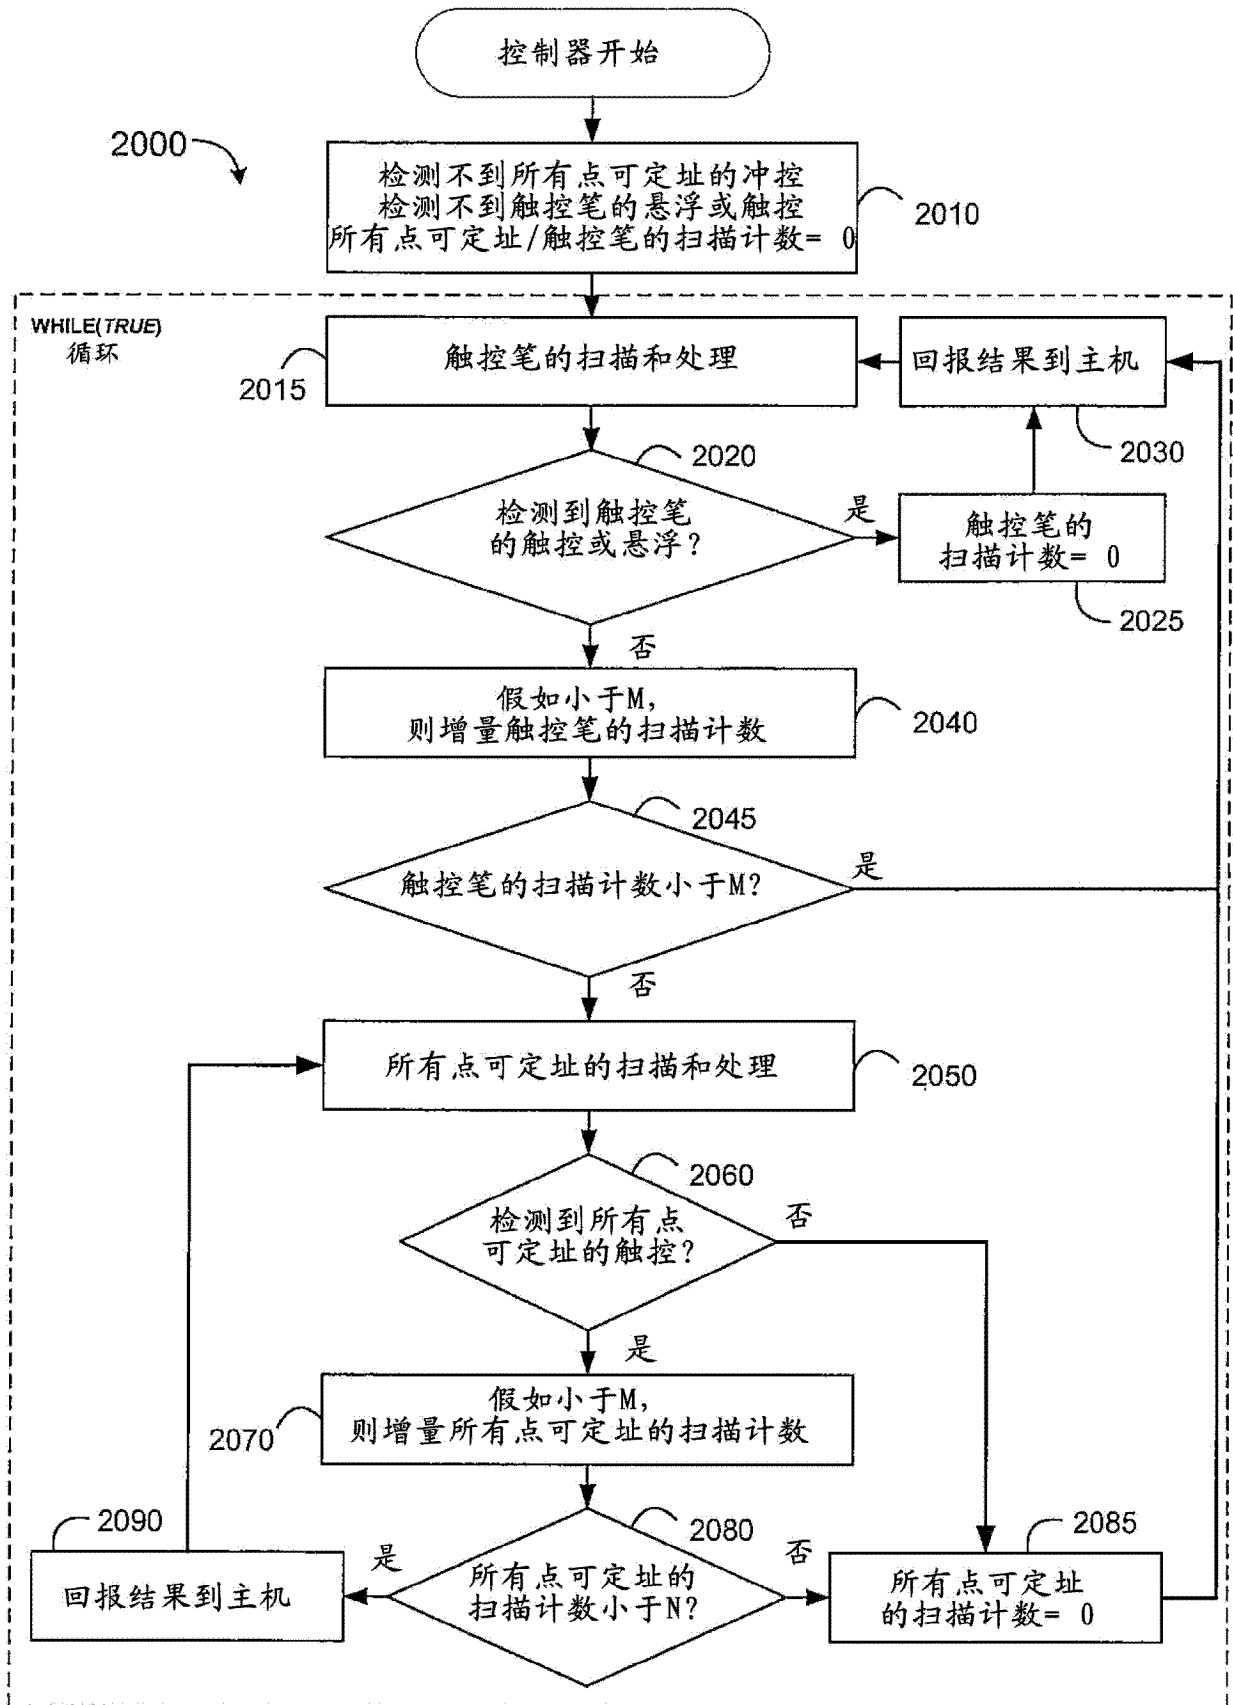 控制器开始
2000
检测不到所有点可定址的冲控
检测不到触控笔的悬浮或触控
所有点可定址/触控笔的扫描计数= 0
2010
WHILE(TRUE)
循环
触控笔的扫描和处理
2015
回报结果到主机
2030
2020
检测到触控笔
的触控或悬浮?
是
触控笔的
扫描计数= 0
2025
否
假如小于M,
则增量触控笔的扫描计数
2040
2045
触控笔的扫描计数小于M?
是
否
所有点可定址的扫描和处理
2050
2060
检测到所有点
可定址的触控?
否
是
假如小于M,
则增量所有点可定址的扫描计数
2070
2080
所有点可定址的
扫描计数小于N?
是
否
2090
回报结果到主机
2085
所有点可定址
的扫描计数= 0